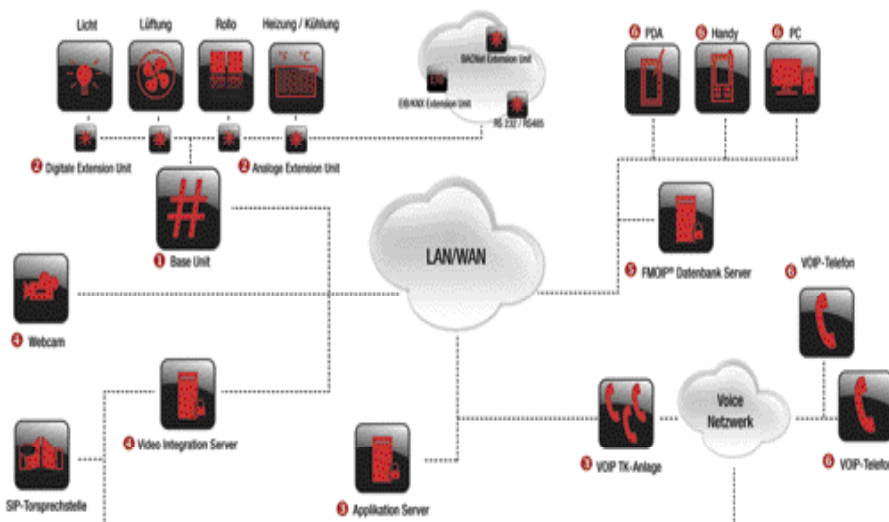 Licht
Lüftung
Rollo
Heizung / Kühlung
°F °C
BACNet Extension Unit
EIB/KNX Extension Unit
RS 232 / RS485
6 PDA
6 Handy
6 PC
2 Digitale Extension Unit
2 Analoge Extension Unit
#
1 Base Unit
LAN/WAN
5 FMOIP® Datenbank Server
VOIP-Telefon
6
4 Webcam
4 Video Integration Server
Voice
Netzwerk
3 VOIP TK-Anlage
6 VOIP-Telefon
SIP-Torsprechstelle
3 Applikation Server